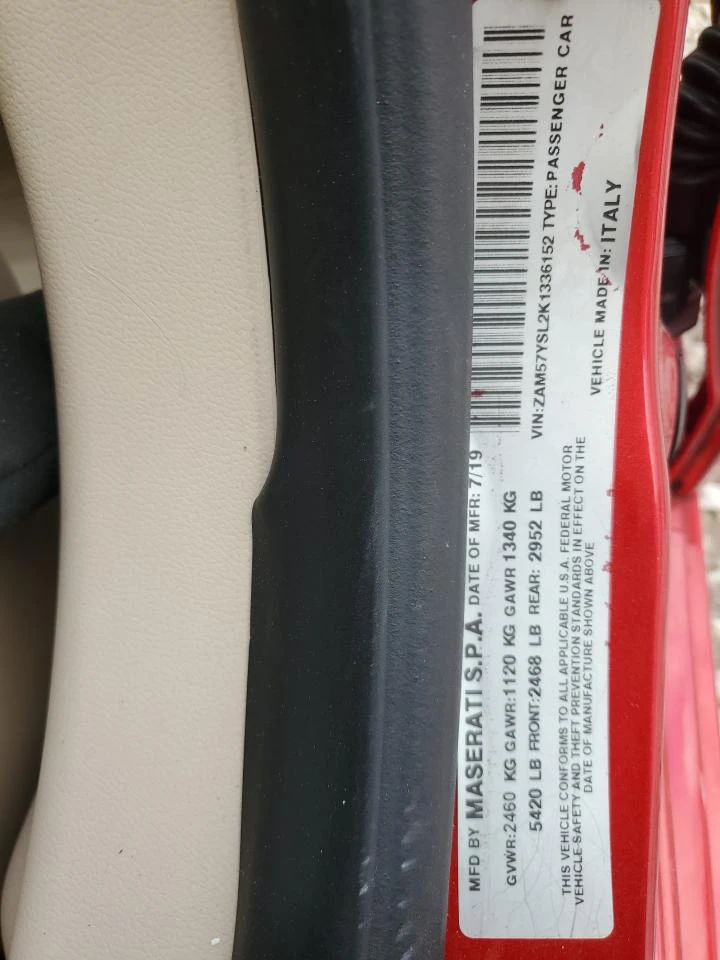 MFD BY MASERATI S.P.A. DATE OF MFR: 7/19
GVWR:2460 KG GAWR:1120 KG GAWR 1340 KG
5420 LB FRONT:2468 LB REAR: 2952 LB
VIN:ZAM57YSL2K1336152 TYPE:PASSENGER CAR
THIS VEHICLE CONFORMS TO ALL APPLICABLE U.S.A. FEDERAL MOTOR
VEHICLE-SAFETY AND THEFT PREVENTION STANDARDS IN EFFECT ON THE
DATE OF MANUFACTURE SHOWN ABOVE
VEHICLE MADE IN: ITALY